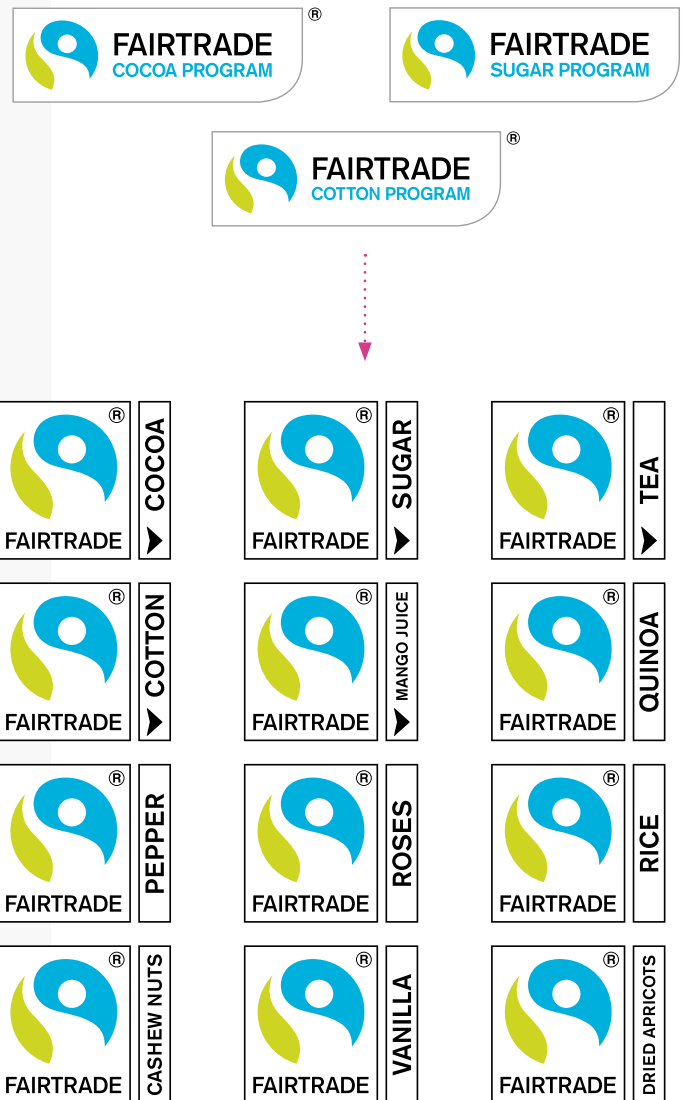 FAIRTRADE ®
COCOA PROGRAM
FAIRTRADE
SUGAR PROGRAM
FAIRTRADE ®
COTTON PROGRAM
®
FAIRTRADE
COCOA
®
FAIRTRADE
SUGAR
®
FAIRTRADE
TEA
®
FAIRTRADE
COTTON
®
FAIRTRADE
MANGO JUICE
®
FAIRTRADE
QUINOA
®
FAIRTRADE
PEPPER
®
FAIRTRADE
ROSES
®
FAIRTRADE
RICE
®
FAIRTRADE
CASHEW NUTS
®
FAIRTRADE
VANILLA
®
FAIRTRADE
DRIED APRICOTS